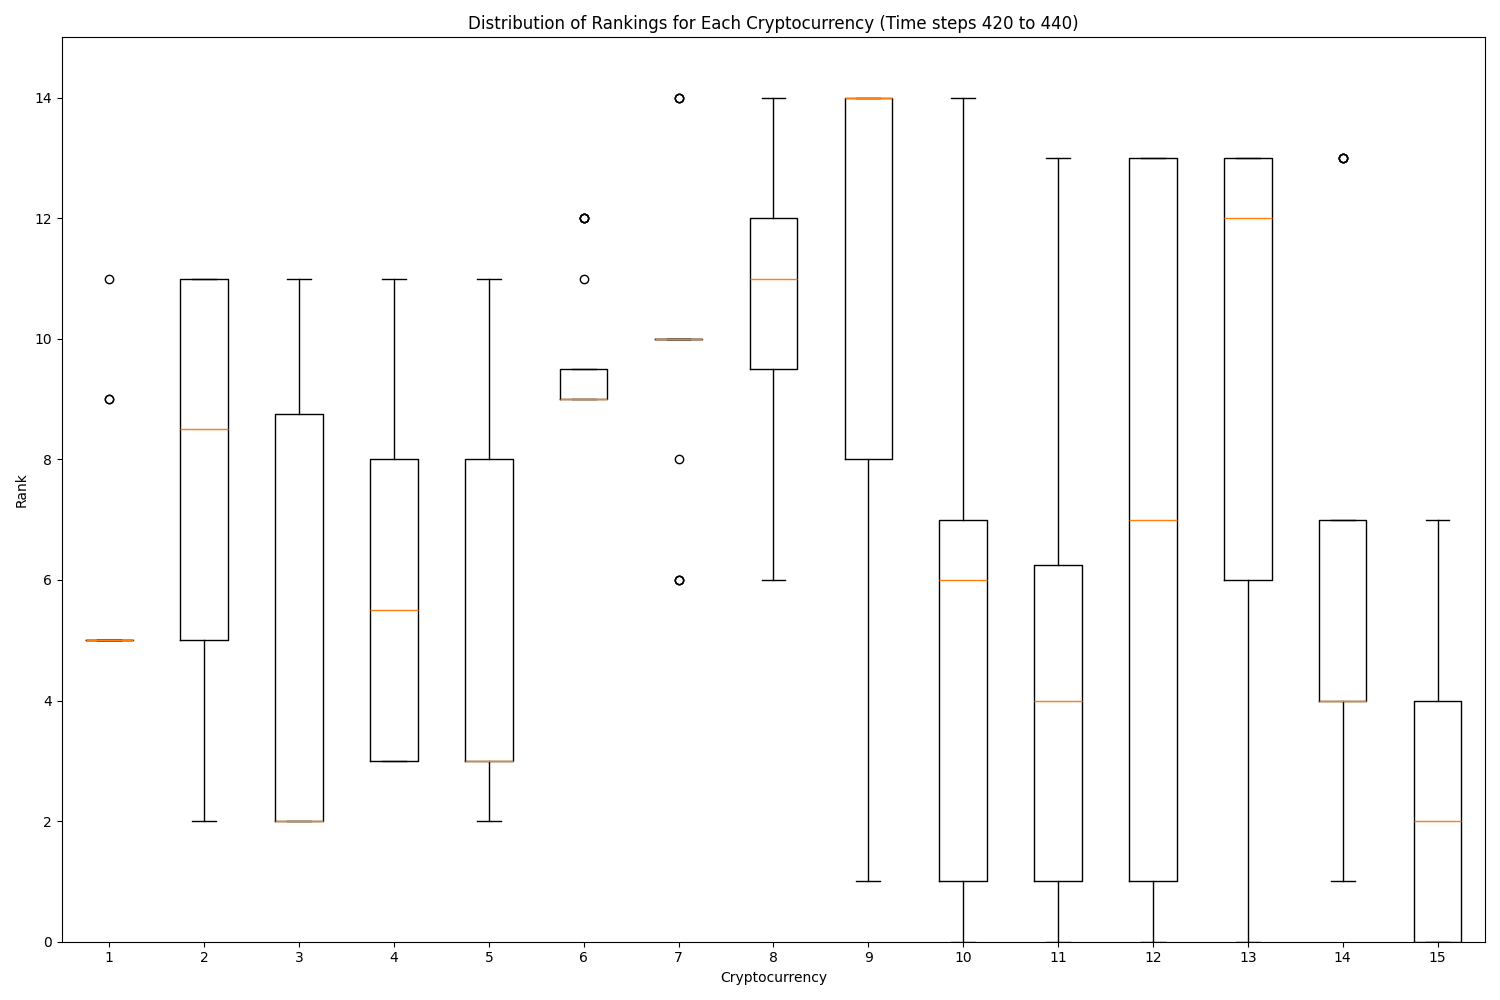 Distribution of Rankings for Each Cryptocurrency (Time steps 420 to 440)
14
12
10
8
6
4
2
0
Rank
1 2 3 4 5 6 7 8 9 10 11 12 13 14 15
Cryptocurrency